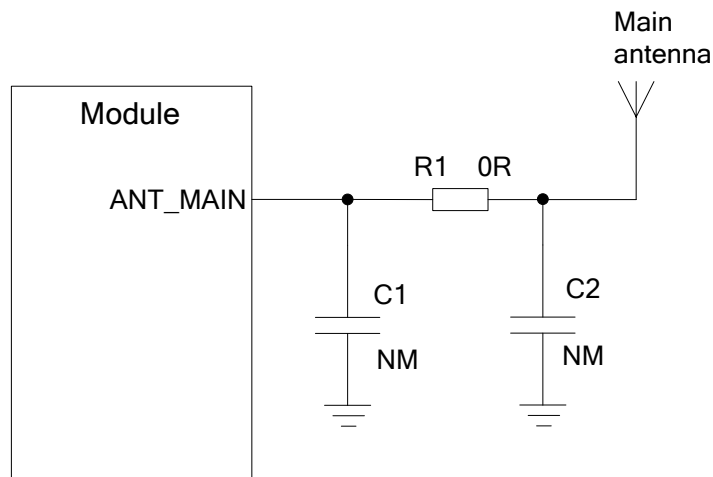 Main
antenna
Module
R1 0R
ANT_MAIN
C1
C2
NM
NM